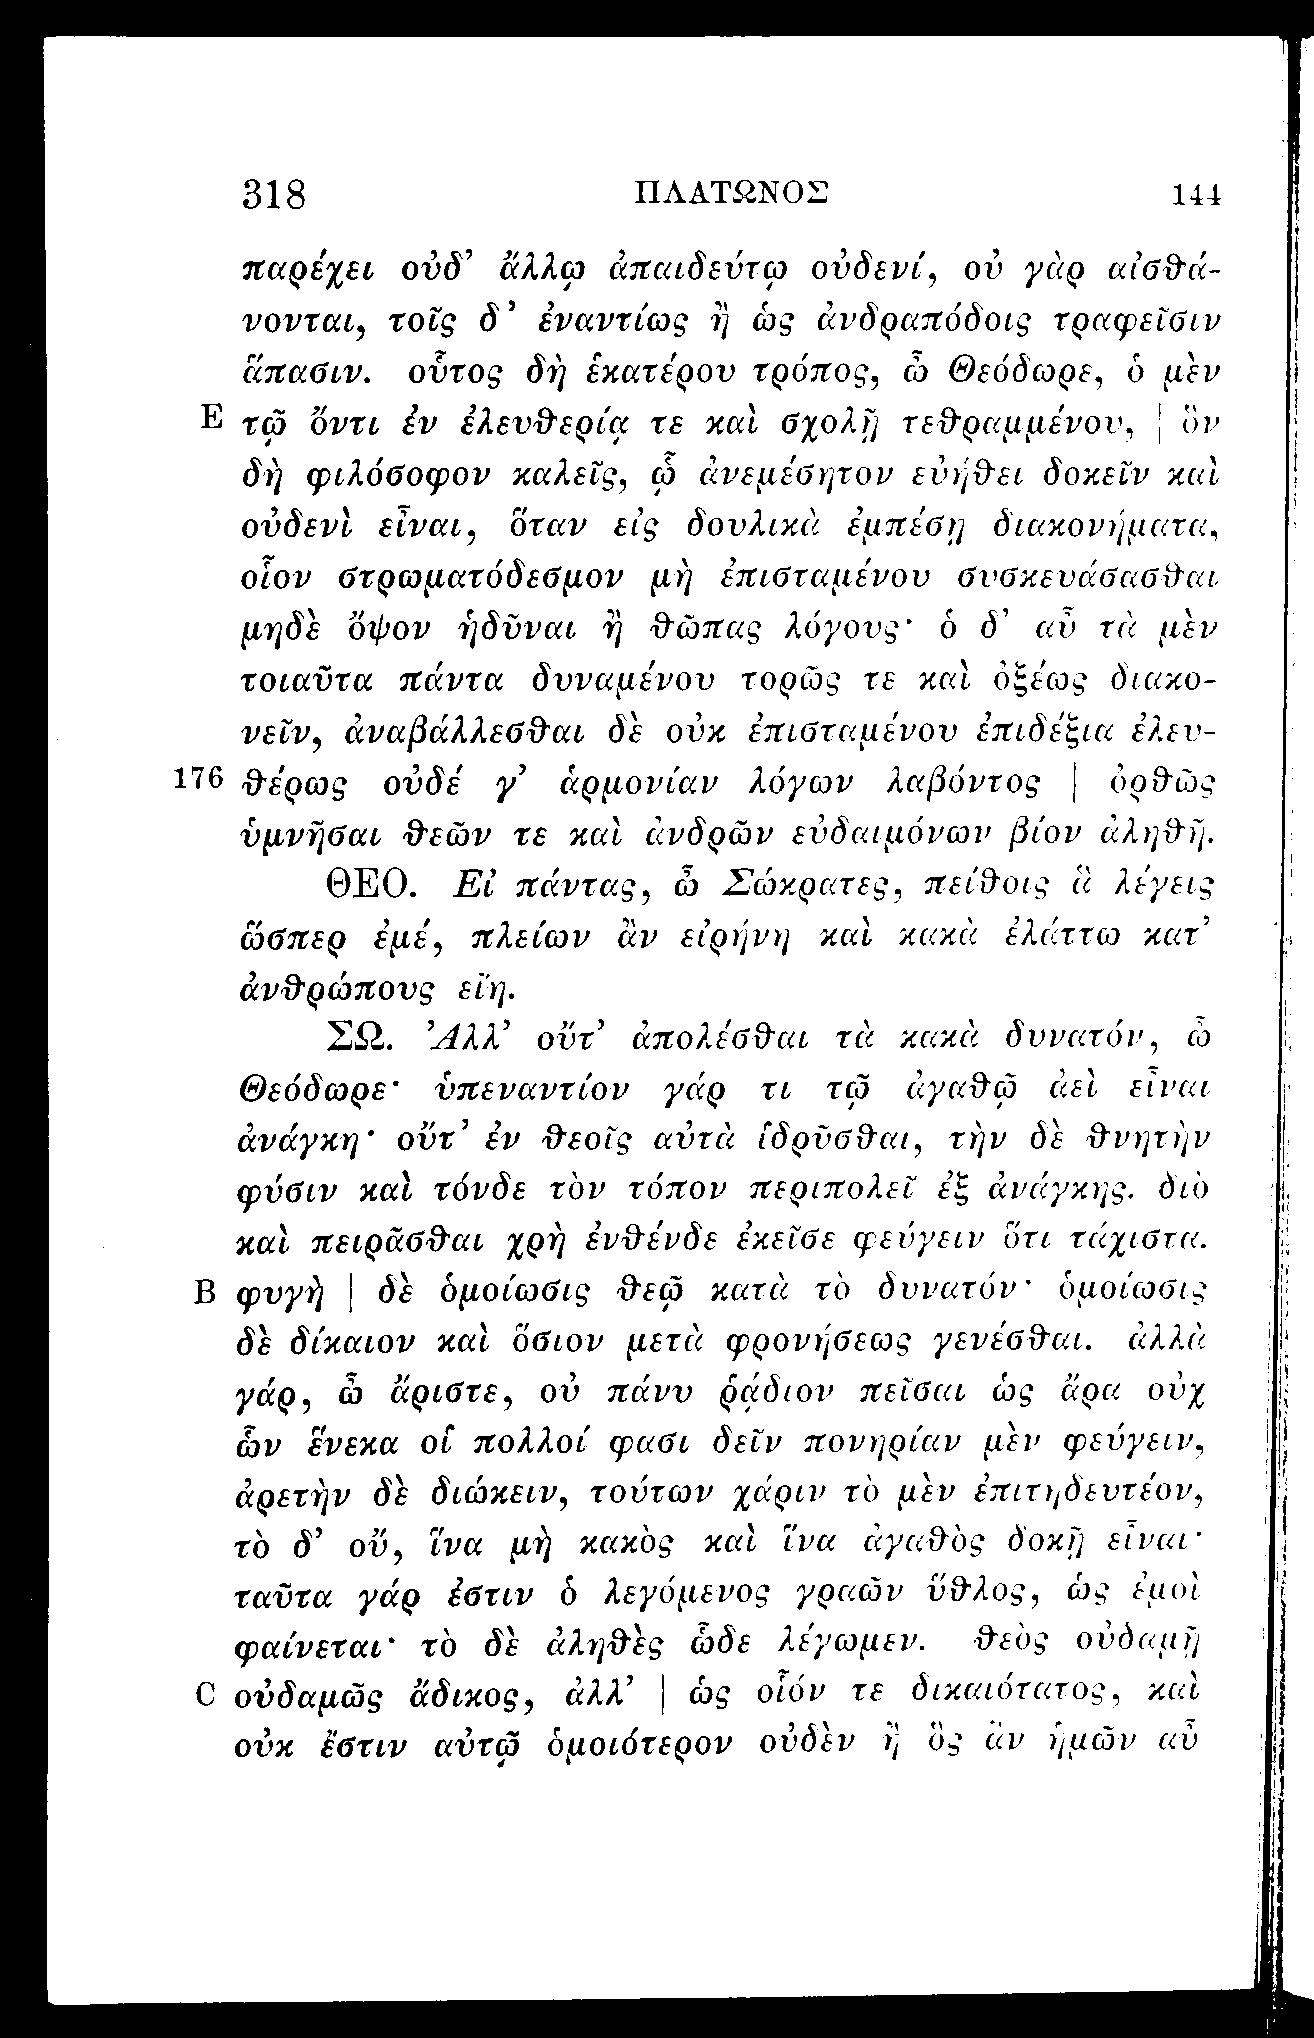 318 ΠΛΑΤΩΝΟΣ 144
παρέχει οὐδ’ ἄλλῳ ἀπαιδεύτῳ οὐδενί, οὐ γὰρ αἰσϑά-
νονται, τοῖς δ’ ἐναντίως ἢ ὡς ἀνδραπόδοις τραφεῖσιν
ἅπασιν. οὗτος δὴ ἑκατέρου τρόπος, ὦ Θεόδωρε, ὁ μὲν
E τῷ ὄντι ἐν ἐλευϑερίᾳ τε καὶ σχολῇ τεϑραμμένου, | ὃν
δὴ φιλόσοφον καλεῖς, ᾧ ἀνεμέσητον εὐήϑει δοκεῖν καὶ
οὐδενὶ εἶναι, ὅταν εἰς δουλικὰ ἐμπέσῃ διακονήματα,
οἷον στρωματόδεσμον μὴ ἐπισταμένου συσκευάσασϑαι
μηδὲ ὄψον ἡδῦναι ἢ ϑῶπας λόγους· ὁ δ’ αὖ τὰ μὲν
τοιαῦτα πάντα δυναμένου τορῶς τε καὶ ὀξέως διακο-
νεῖν, ἀναβάλλεσϑαι δὲ οὐκ ἐπισταμένου ἐπιδέξια ἐλευ-
176 ϑέρως οὐδέ γ’ ἁρμονίαν λόγων λαβόντος | ὀρϑῶς
ὑμνῆσαι ϑεῶν τε καὶ ἀνδρῶν εὐδαιμόνων βίον ἀληϑῆ.
ΘΕΟ. Εἰ πάντας, ὦ Σώκρατες, πείϑοις ἃ λέγεις
ὥσπερ ἐμέ, πλείων ἂν εἰρήνη καὶ κακὰ ἐλάττω κατ’
ἀνϑρώπους εἴη.
ΣΩ. Ἀλλ’ οὔτ’ ἀπολέσϑαι τὰ κακὰ δυνατόν, ὦ
Θεόδωρε· ὑπεναντίον γάρ τι τῷ ἀγαϑῷ ἀεὶ εἶναι
ἀνάγκη· οὔτ’ ἐν ϑεοῖς αὐτὰ ἱδρῦσϑαι, τὴν δὲ ϑνητὴν
φύσιν καὶ τόνδε τὸν τόπον περιπολεῖ ἐξ ἀνάγκης. διὸ
καὶ πειρᾶσϑαι χρὴ ἐνϑένδε ἐκεῖσε φεύγειν ὅτι τάχιστα.
B φυγὴ | δὲ ὁμοίωσις ϑεῷ κατὰ τὸ δυνατόν· ὁμοίωσις
δὲ δίκαιον καὶ ὅσιον μετὰ φρονήσεως γενέσϑαι. ἀλλὰ
γάρ, ὦ ἄριστε, οὐ πάνυ ῥᾴδιον πεῖσαι ὡς ἄρα οὐχ
ὧν ἕνεκα οἱ πολλοί φασι δεῖν πονηρίαν μὲν φεύγειν,
ἀρετὴν δὲ διώκειν, τούτων χάριν τὸ μὲν ἐπιτηδευτέον,
τὸ δ’ οὔ, ἵνα μὴ κακὸς καὶ ἵνα ἀγαϑὸς δοκῇ εἶναι·
ταῦτα γάρ ἐστιν ὁ λεγόμενος γραῶν ὕϑλος, ὡς ἐμοὶ
φαίνεται· τὸ δὲ ἀληϑὲς ὧδε λέγωμεν. ϑεὸς οὐδαμῇ
C οὐδαμῶς ἄδικος, ἀλλ’ | ὡς οἷόν τε δικαιότατος, καὶ
οὐκ ἔστιν αὐτῷ ὁμοιότερον οὐδὲν ἢ ὃς ἂν ἡμῶν αὖ